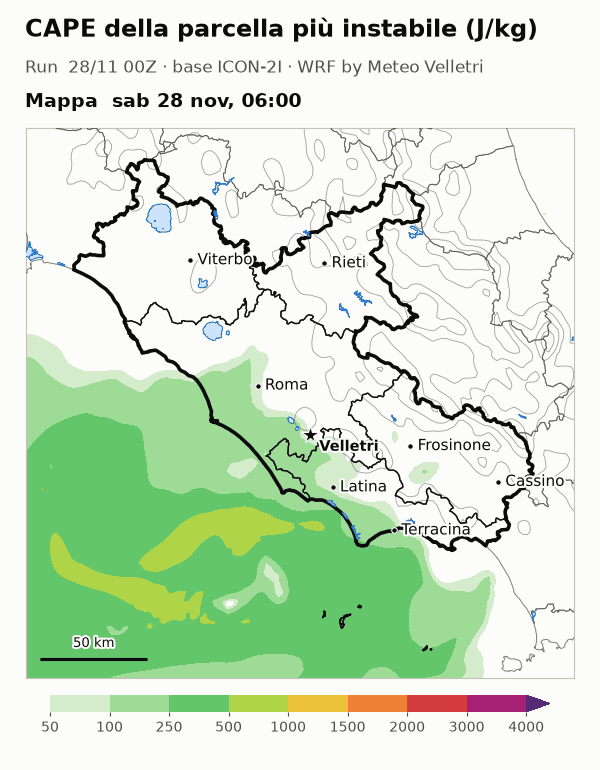 CAPE della parcella più instabile (J/kg)
Run 28/11 00Z · base ICON-2I · WRF by Meteo Velletri
Mappa sab 28 nov, 06:00
Viterbo
Rieti
Roma
Velletri
Frosinone
Cassino
Latina
Terracina
50 km
50 100 250 500 1000 1500 2000 3000 4000